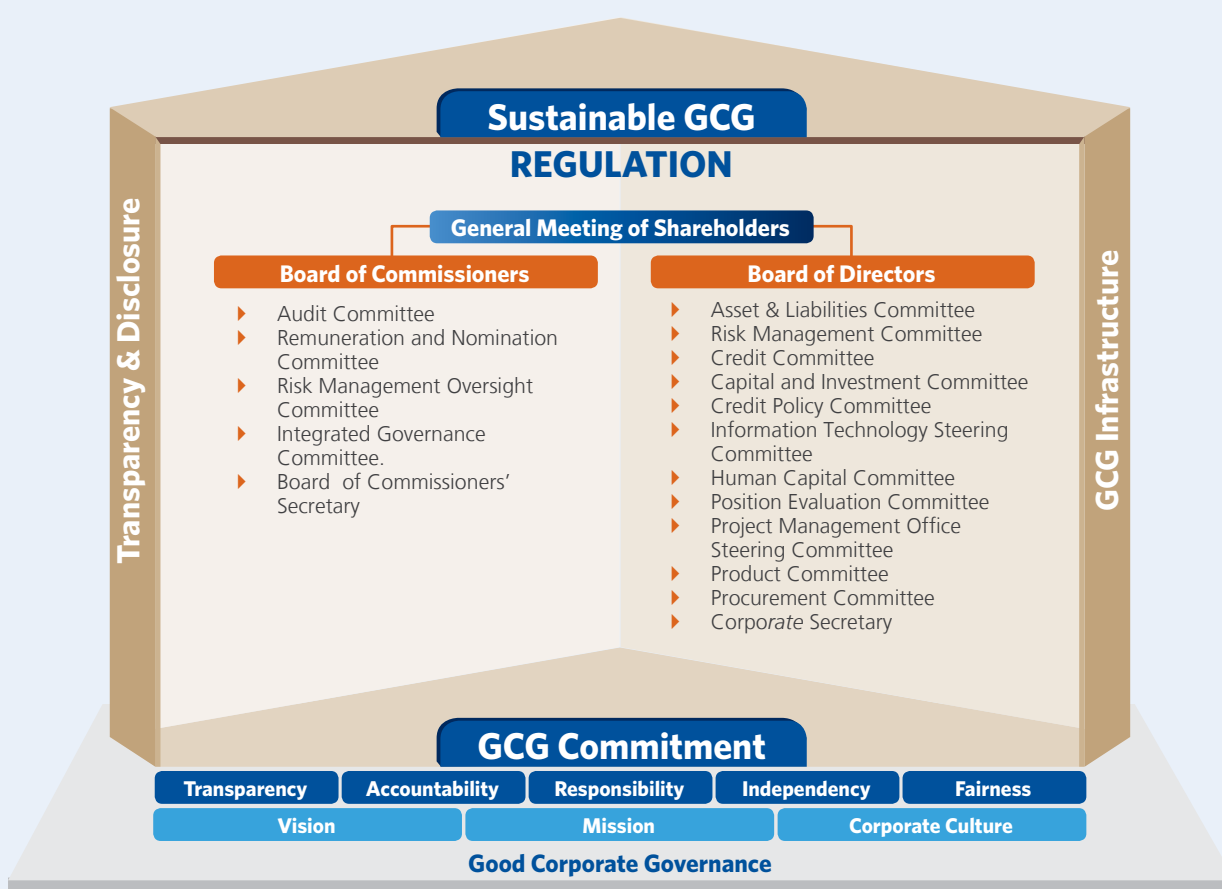 Sustainable GCG
REGULATION
General Meeting of Shareholders
Transparency & Disclosure
Board of Commissioners
Audit Committee
Remuneration and Nomination
Committee
Risk Management Oversight
Committee
Integrated Governance
Committee.
Board  of Commissioners’
Secretary
Board of Directors
Asset & Liabilities Committee
Risk Management Committee
Credit Committee
Capital and Investment Committee
Credit Policy Committee
Information Technology Steering
Committee
Human Capital Committee
Position Evaluation Committee
Project Management Office
Steering Committee
Product Committee
Procurement Committee
Corporate Secretary
GCG Infrastructure
GCG Commitment
Transparency
Accountability
Responsibility
Independency
Fairness
Vision
Mission
Corporate Culture
Good Corporate Governance